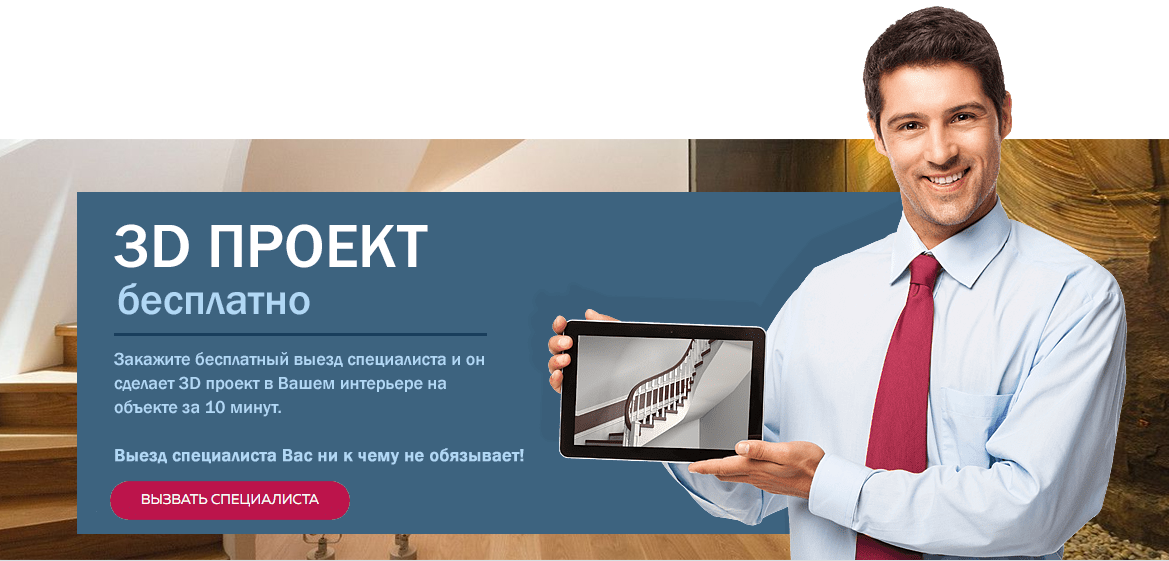 3D ПРОЕКТ
бесплатно
Закажите бесплатный выезд специалиста и он
сделает 3D проект в Вашем интерьере на
объекте за 10 минут.
Выезд специалиста Вас ни к чему не обязывает!
ВЫЗВАТЬ СПЕЦИАЛИСТА